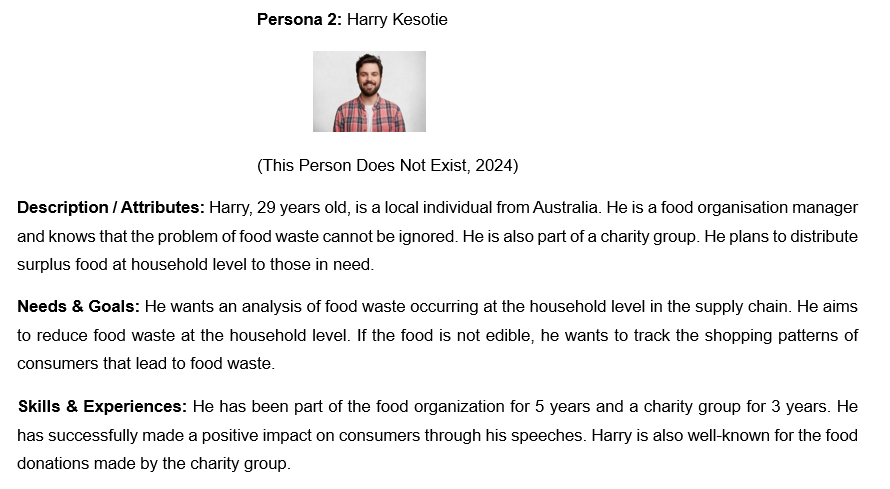 Persona 2: Harry Kesotie
(This Person Does Not Exist, 2024)
Description / Attributes: Harry, 29 years old, is a local individual from Australia. He is a food organisation manager
and knows that the problem of food waste cannot be ignored. He is also part of a charity group. He plans to distribute
surplus food at household level to those in need.
Needs & Goals: He wants an analysis of food waste occurring at the household level in the supply chain. He aims
to reduce food waste at the household level. If the food is not edible, he wants to track the shopping patterns of
consumers that lead to food waste.
Skills & Experiences: He has been part of the food organization for 5 years and a charity group for 3 years. He
has successfully made a positive impact on consumers through his speeches. Harry is also well-known for the food
donations made by the charity group.